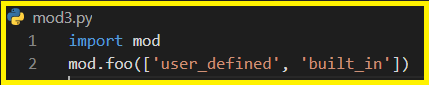 mod3.py
1 import mod
2 mod.foo(['user_defined', 'built_in'])